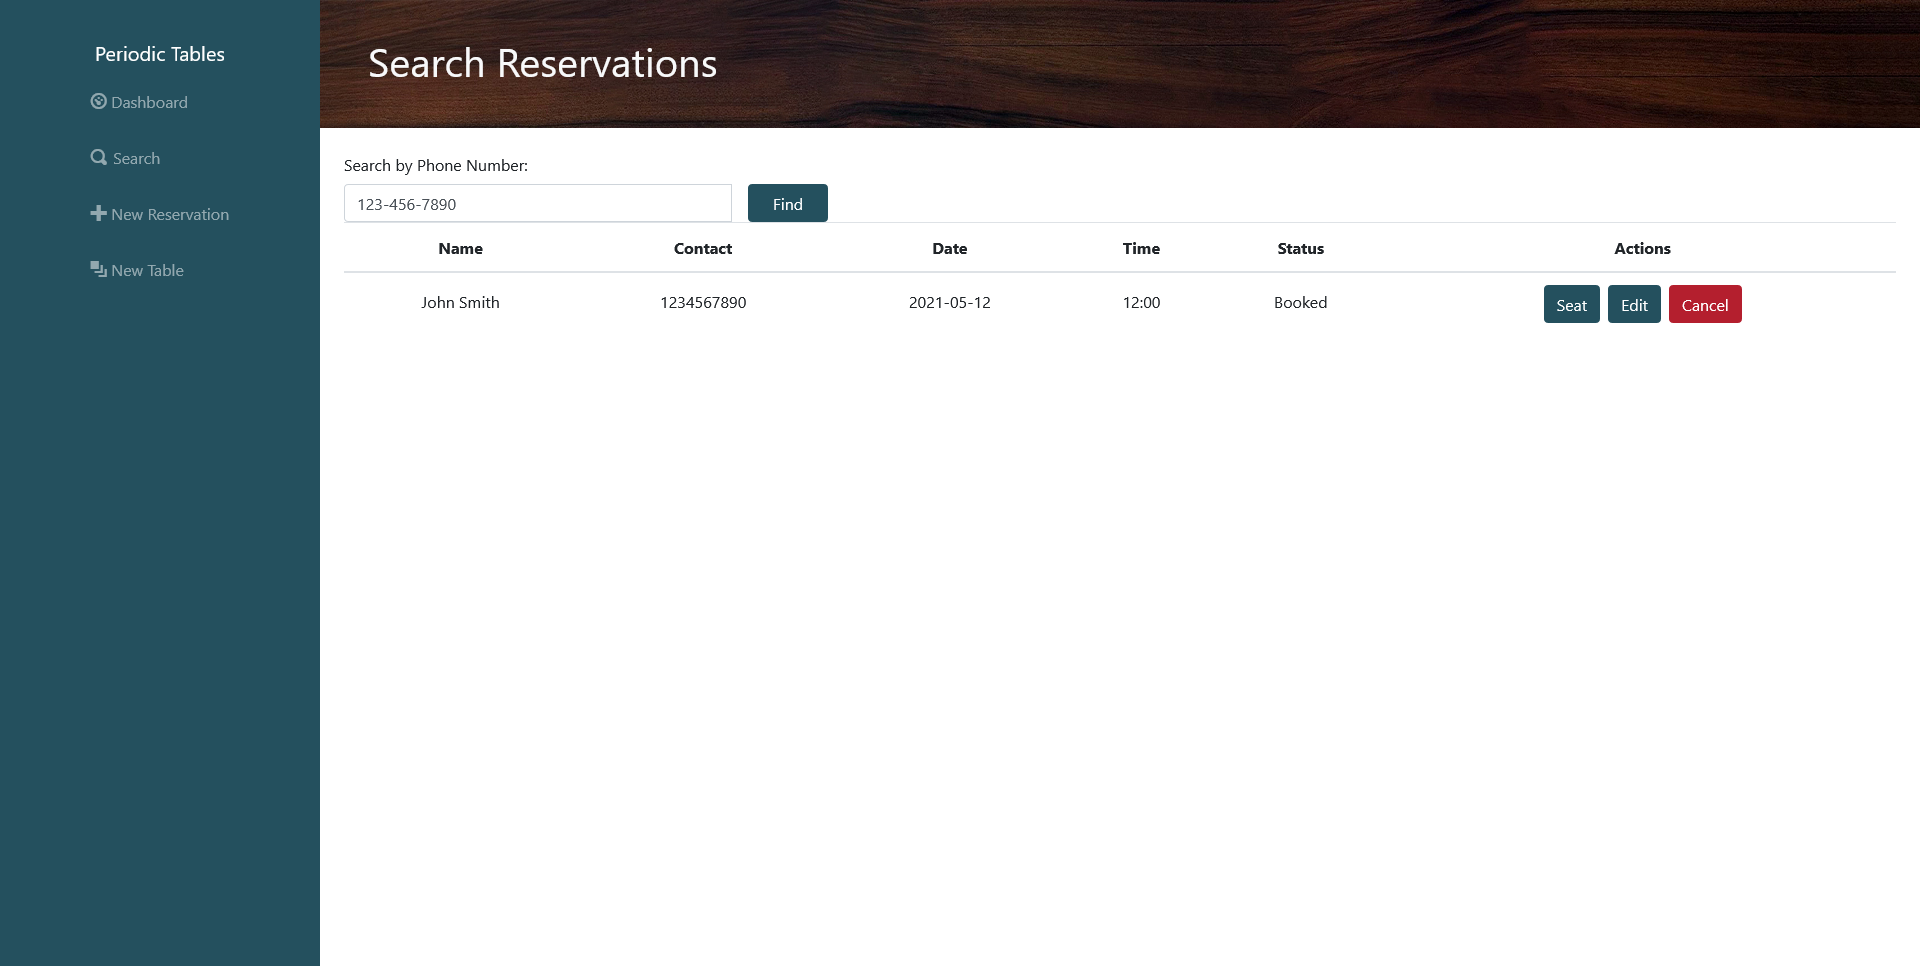 Periodic Tables
Dashboard
Search
New Reservation
New Table
Search Reservations
Search by Phone Number:
123-456-7890 Find
Name Contact Date Time Status Actions
John Smith 1234567890 2021-05-12 12:00 Booked Seat Edit Cancel